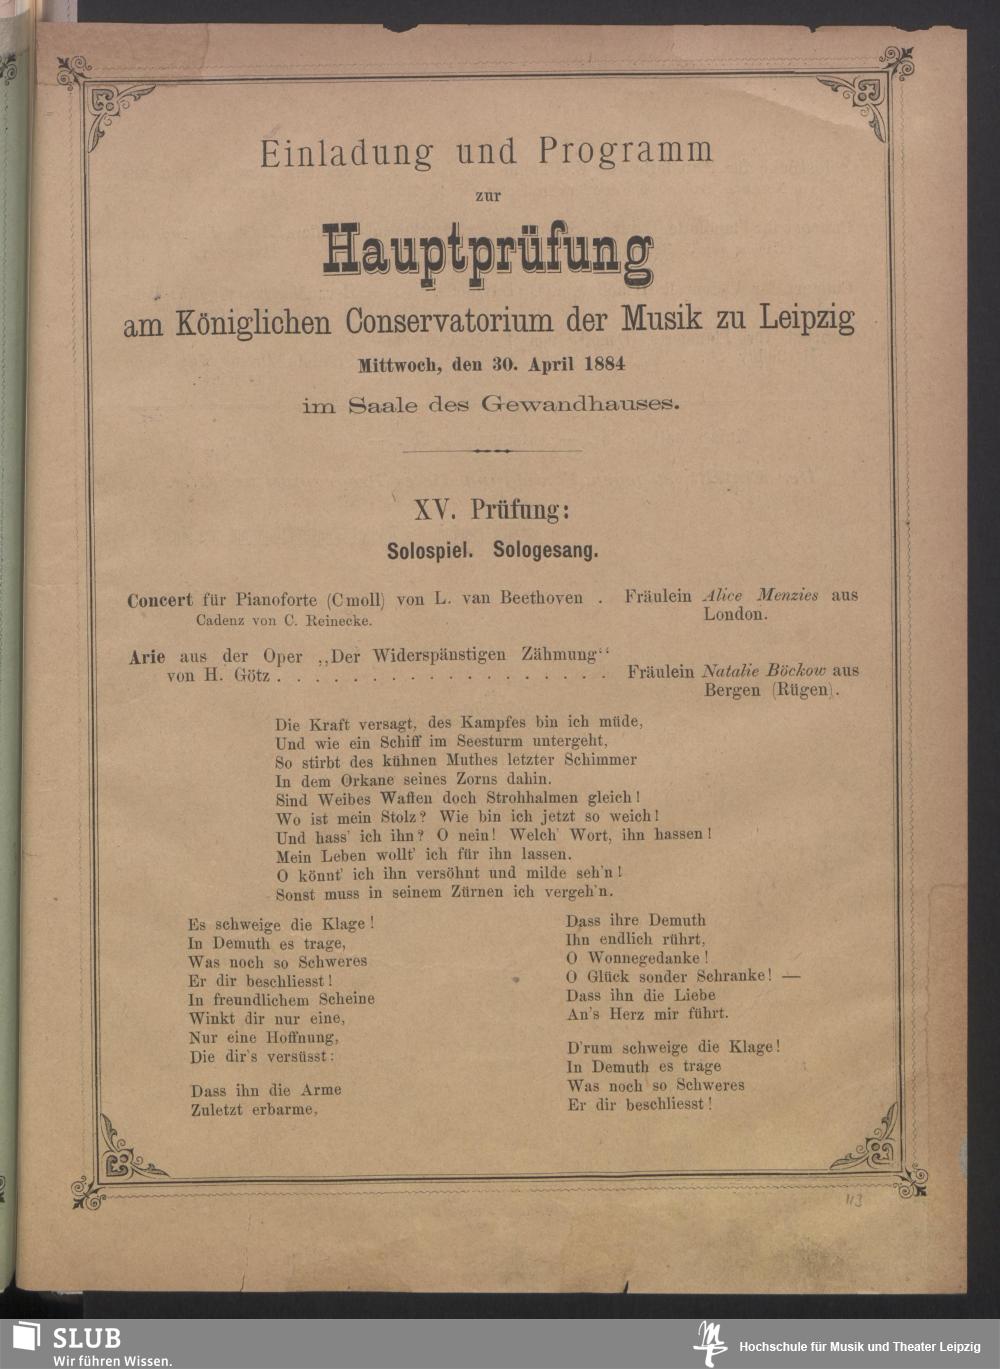 Einladung und Programm
zur
Hauptprüfung
am Königlichen Conservatorium der Musik zu Leipzig
Mittwoch, den 30. April 1884
im Saale des Gewandhauses.
XV. Prüfung:
Solospiel. Sologesang.
Concert für Pianoforte (Cmoll) von L. van Beethoven . Fräulein Alice Menzies aus
Cadenz von C. Reinecke. London.
Arie aus der Oper „Der Widerspänstigen Zähmung“
von H. Götz . . . . . . . . . . . . . . . . . . Fräulein Natalie Böckow aus
Bergen (Rügen).
Die Kraft versagt, des Kampfes bin ich müde,
Und wie ein Schiff im Seesturm untergeht,
So stirbt des kühnen Muthes letzter Schimmer
In dem Orkane seines Zorns dahin.
Sind Weibes Waffen doch Strohhalmen gleich!
Wo ist mein Stolz? Wie bin ich jetzt so weich!
Und hass' ich ihn? O nein! Welch' Wort, ihn hassen!
Mein Leben wollt' ich für ihn lassen.
O könnt' ich ihn versöhnt und milde seh'n!
Sonst muss in seinem Zürnen ich vergeh'n.
Es schweige die Klage!
In Demuth es trage,
Was noch so Schweres
Er dir beschliesst!
In freundlichem Scheine
Winkt dir nur eine,
Nur eine Hoffnung,
Die dir's versüsst:
Dass ihn die Arme
Zuletzt erbarme,
Dass ihre Demuth
Ihn endlich rührt,
O Wonnegedanke!
O Glück sonder Schranke! —
Dass ihn die Liebe
An's Herz mir führt.
D'rum schweige die Klage!
In Demuth es trage
Was noch so Schweres
Er dir beschliesst!
113
SLUB
Wir führen Wissen.
Hochschule für Musik und Theater Leipzig